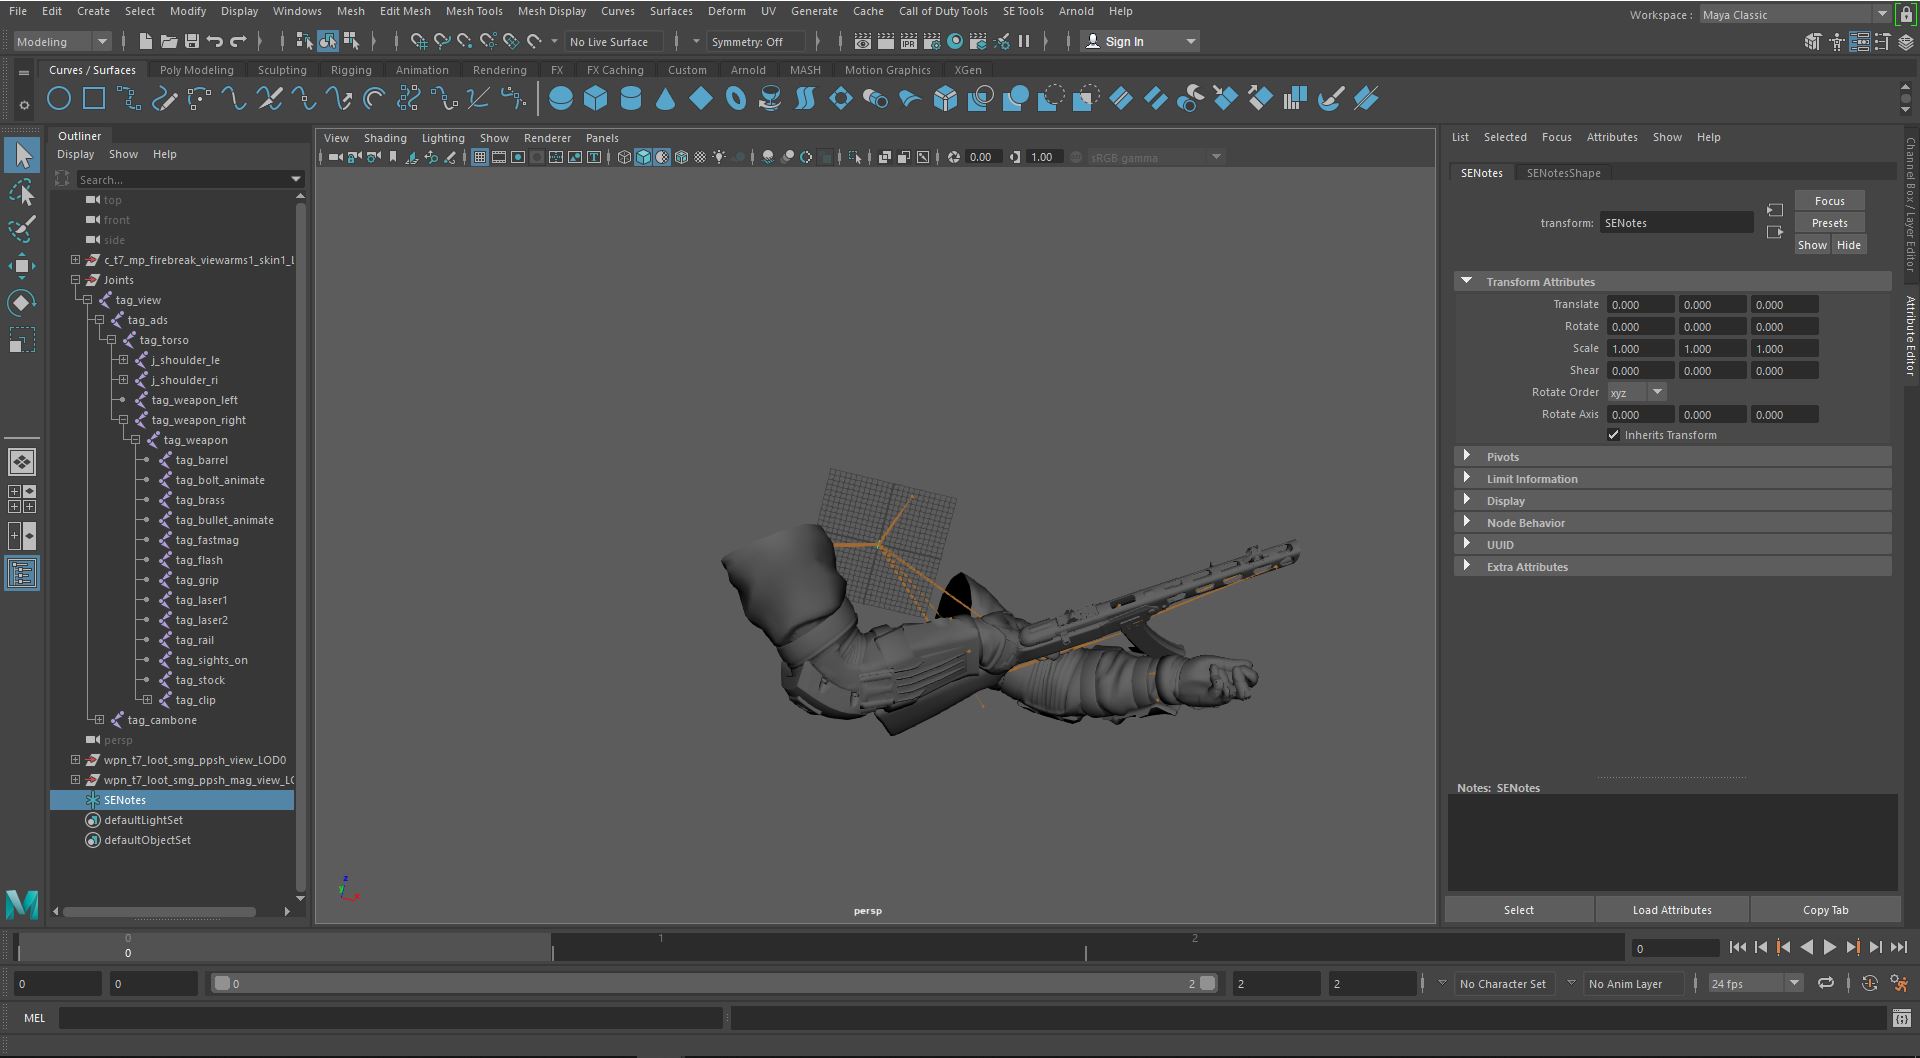 File Edit Create Select Modify Display Windows Mesh Edit Mesh Mesh Tools Mesh Display Curves Surfaces Deform UV Generate Cache Call of Duty Tools SE Tools Arnold Help
Workspace : Maya Classic
Modeling No Live Surface Symmetry: Off IPR Sign In
Curves / Surfaces Poly Modeling Sculpting Rigging Animation Rendering FX FX Caching Custom Arnold MASH Motion Graphics XGen
Outliner
Display Show Help
Search...
top
front
side
c_t7_mp_firebreak_viewarms1_skin1_L
Joints
tag_view
tag_ads
tag_torso
j_shoulder_le
j_shoulder_ri
tag_weapon_left
tag_weapon_right
tag_weapon
tag_barrel
tag_bolt_animate
tag_brass
tag_bullet_animate
tag_fastmag
tag_flash
tag_grip
tag_laser1
tag_laser2
tag_rail
tag_sights_on
tag_stock
tag_clip
tag_cambone
persp
wpn_t7_loot_smg_ppsh_view_LOD0
wpn_t7_loot_smg_ppsh_mag_view_LO
SENotes
defaultLightSet
defaultObjectSet
View Shading Lighting Show Renderer Panels
0.00 1.00 sRGB gamma
z
y
x
persp
List Selected Focus Attributes Show Help
SENotes SENotesShape
transform: SENotes
Focus
Presets
Show Hide
Transform Attributes
Translate 0.000 0.000 0.000
Rotate 0.000 0.000 0.000
Scale 1.000 1.000 1.000
Shear 0.000 0.000 0.000
Rotate Order xyz
Rotate Axis 0.000 0.000 0.000
Inherits Transform
Pivots
Limit Information
Display
Node Behavior
UUID
Extra Attributes
Notes: SENotes
Select Load Attributes Copy Tab
Channel Box / Layer Editor
Attribute Editor
0 1 2
0 0
0 0 0 2 2 2 No Character Set No Anim Layer 24 fps
MEL